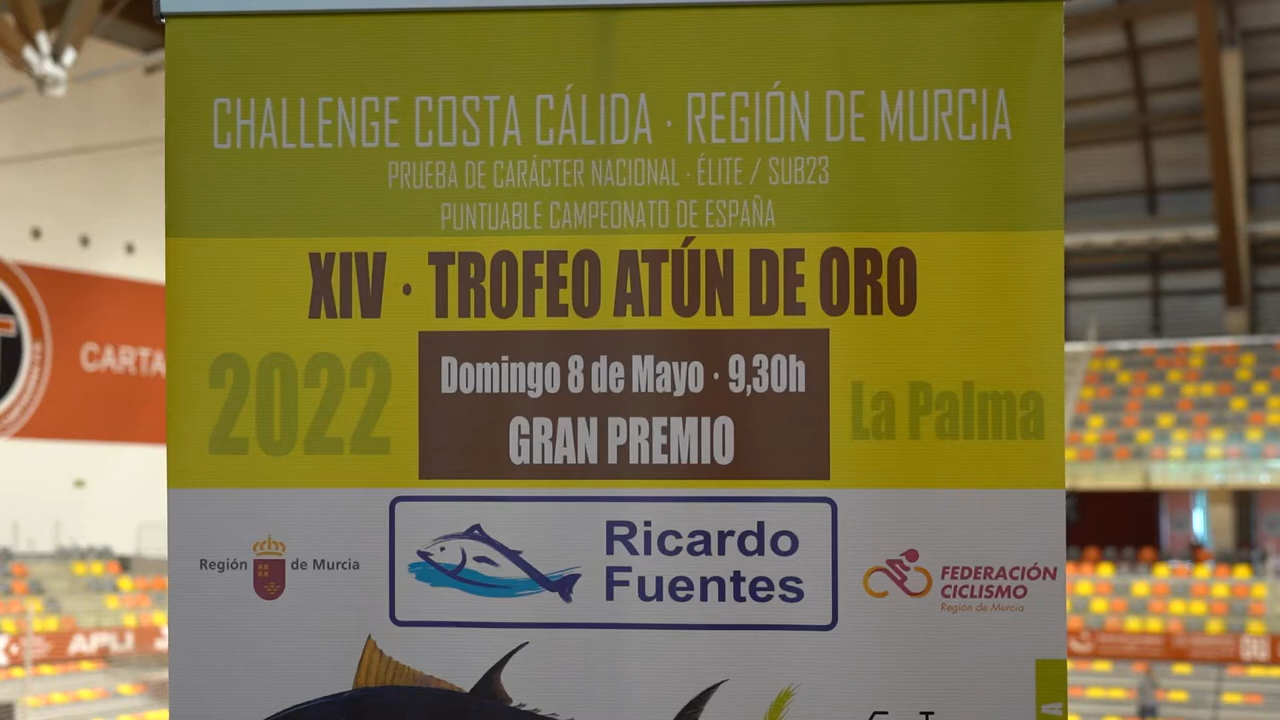 CHALLENGE COSTA CÁLIDA · REGIÓN DE MURCIA
PRUEBA DE CARÁCTER NACIONAL · ÉLITE / SUB23
PUNTUABLE CAMPEONATO DE ESPAÑA
XIV · TROFEO ATÚN DE ORO
2022
Domingo 8 de Mayo · 9,30h
GRAN PREMIO
La Palma
CARTA
Región de Murcia
Ricardo
Fuentes
FEDERACIÓN
CICLISMO
Región de Murcia
APLI